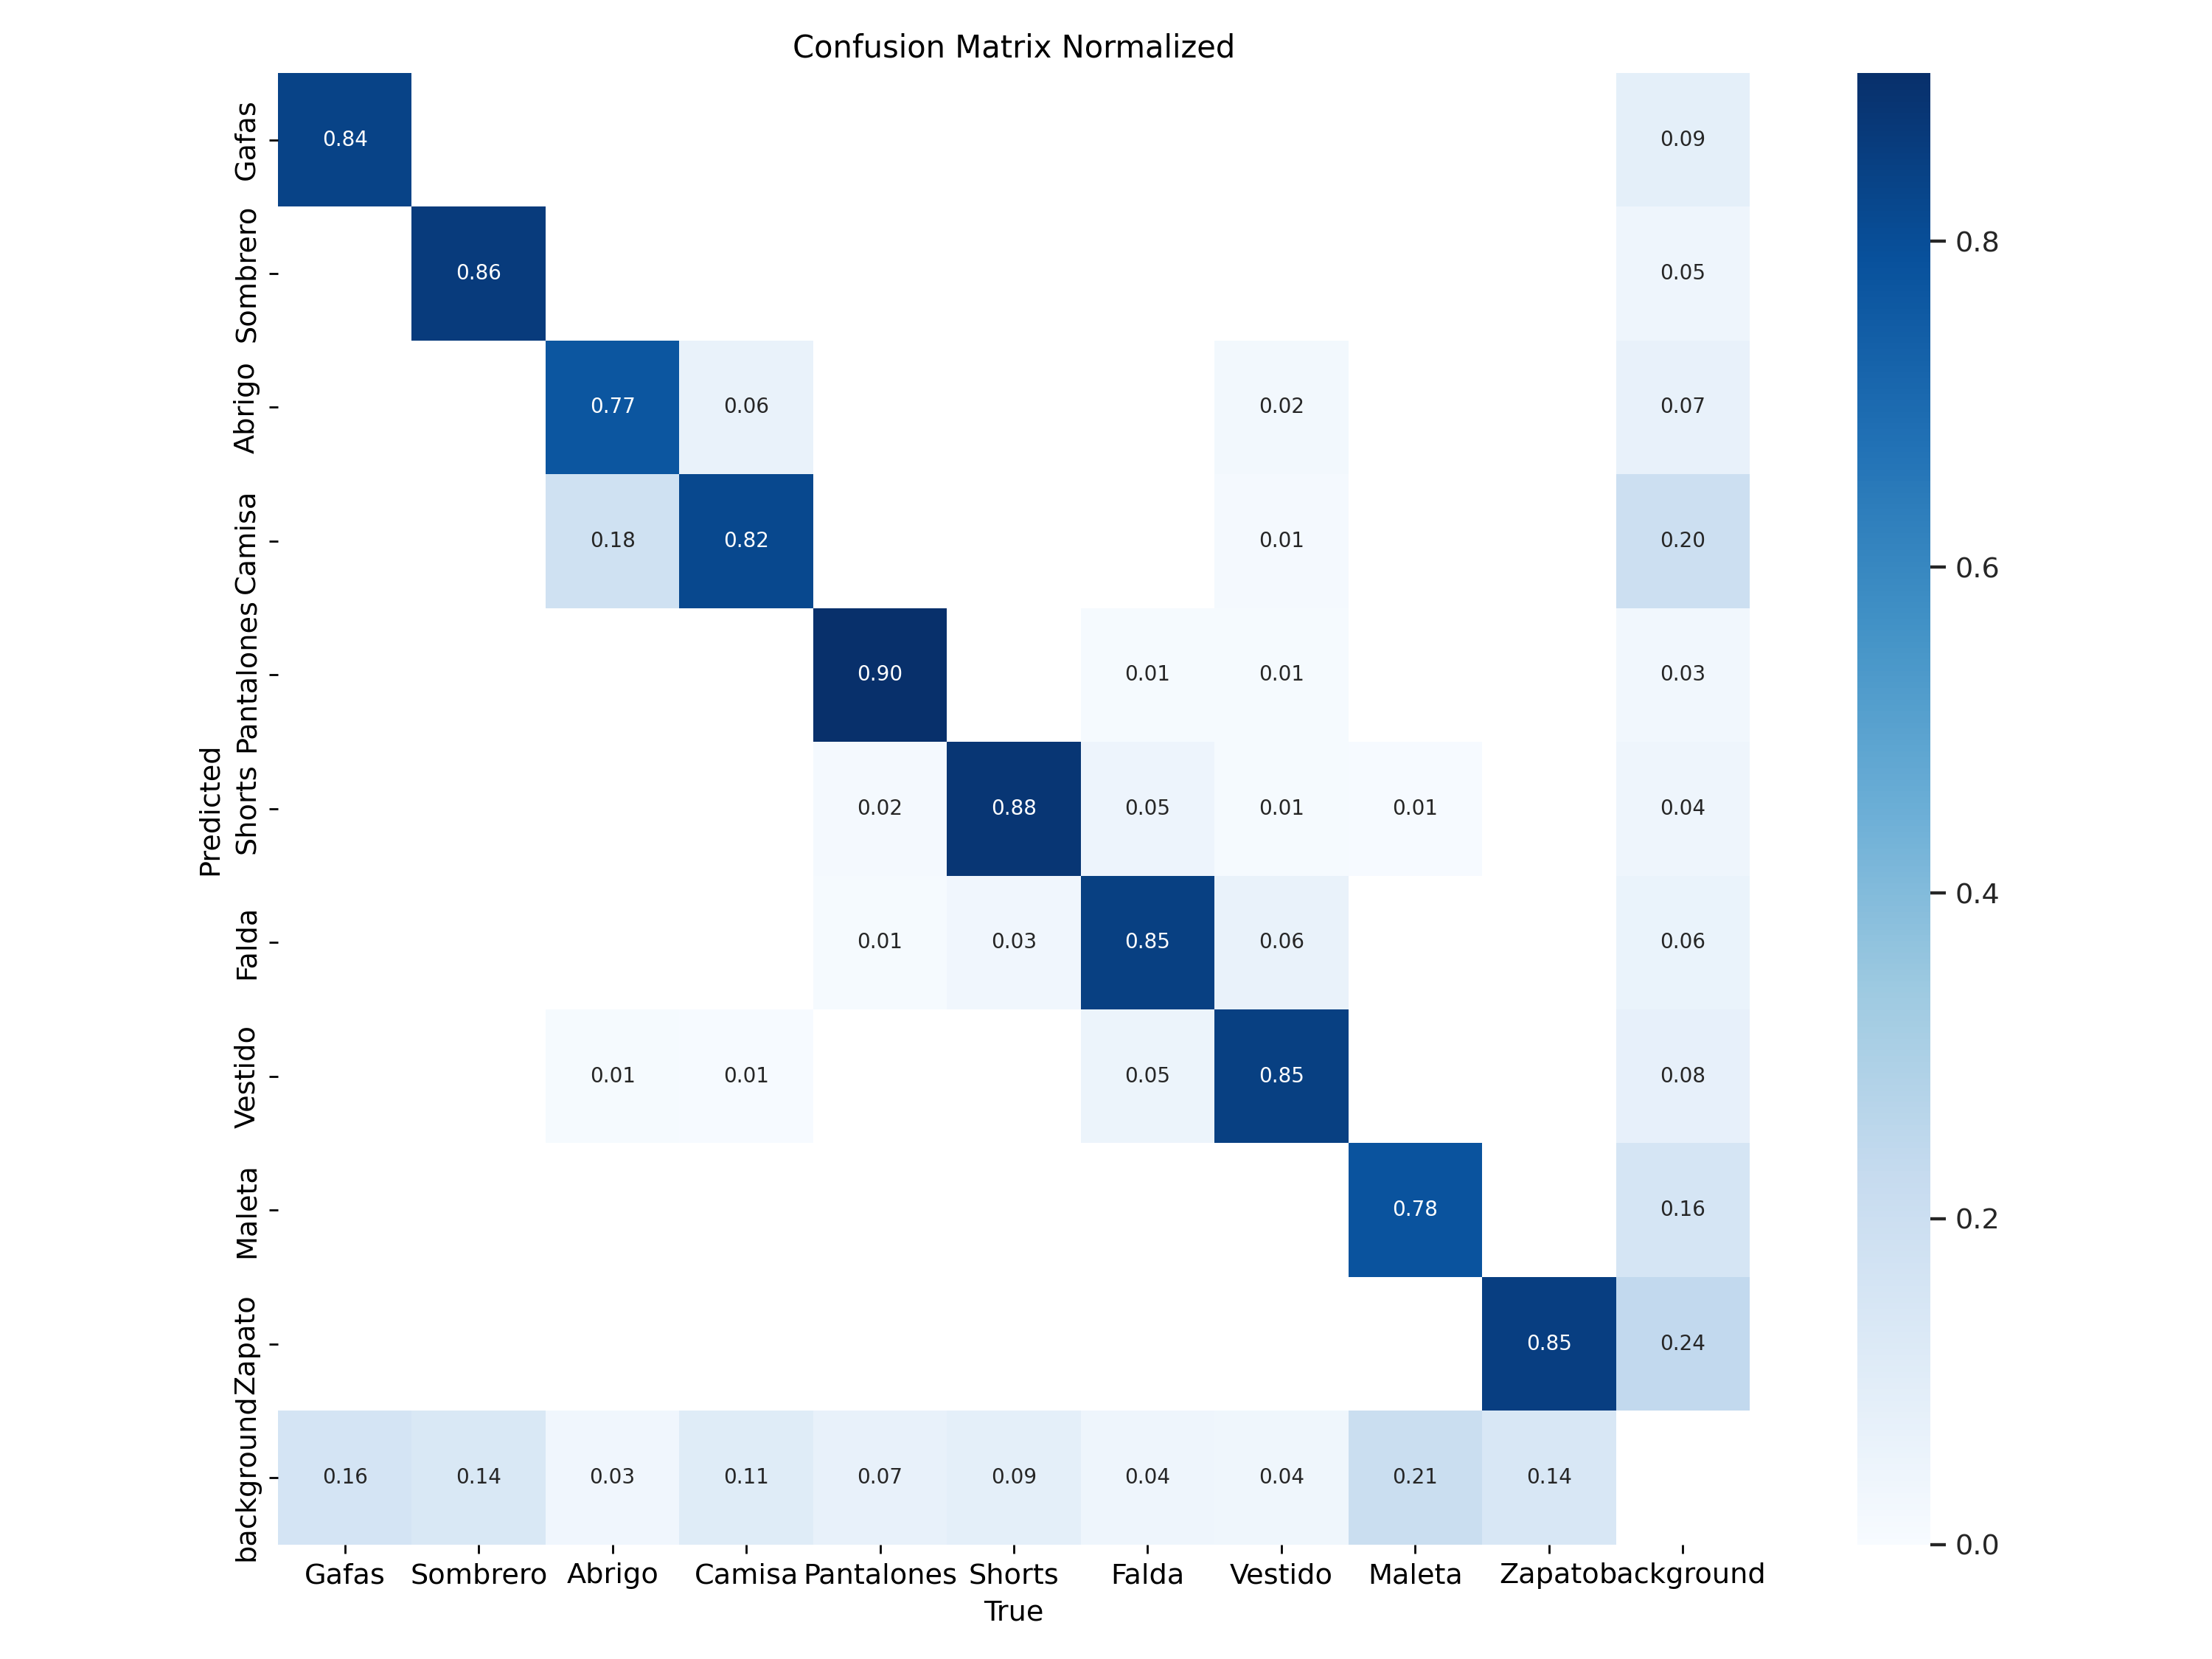 Confusion Matrix Normalized
Gafas 0.84 0.09
Sombrero 0.86 0.05
Abrigo 0.77 0.06 0.02 0.07
Camisa 0.18 0.82 0.01 0.20
Pantalones 0.90 0.01 0.01 0.03
Shorts 0.02 0.88 0.05 0.01 0.01 0.04
Falda 0.01 0.03 0.85 0.06 0.06
Vestido 0.01 0.01 0.05 0.85 0.08
Maleta 0.78 0.16
Zapato 0.85 0.24
background 0.16 0.14 0.03 0.11 0.07 0.09 0.04 0.04 0.21 0.14
Predicted
Gafas Sombrero Abrigo Camisa Pantalones Shorts Falda Vestido Maleta Zapato background
True
0.8
0.6
0.4
0.2
0.0